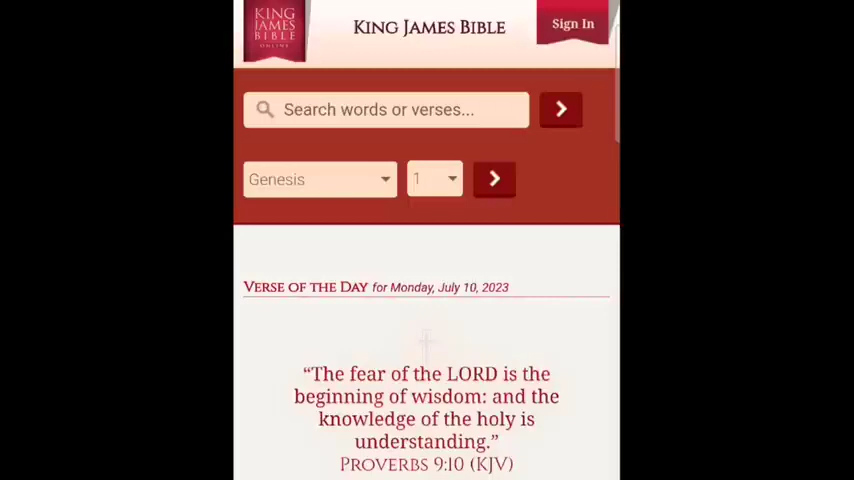 KING
JAMES
BIBLE
ONLINE
KING JAMES BIBLE
Sign In
Search words or verses...
Genesis
1
VERSE OF THE DAY for Monday, July 10, 2023
“The fear of the LORD is the
beginning of wisdom: and the
knowledge of the holy is
understanding.”
PROVERBS 9:10 (KJV)